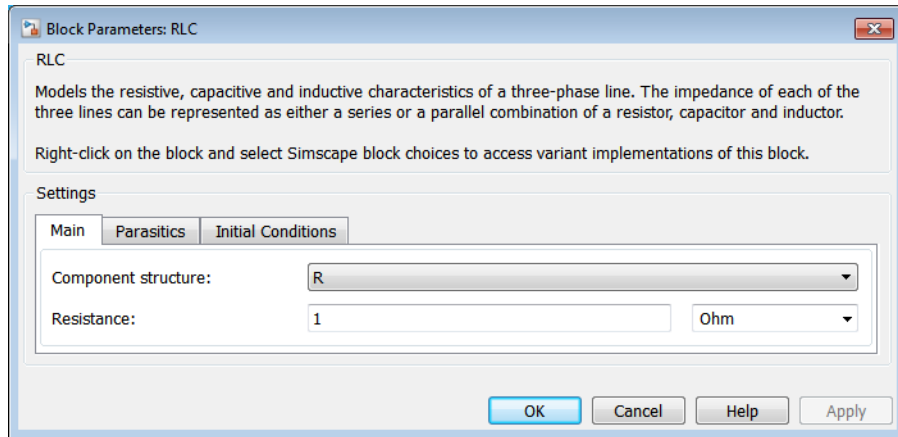 Block Parameters: RLC
RLC
Models the resistive, capacitive and inductive characteristics of a three-phase line. The impedance of each of the
three lines can be represented as either a series or a parallel combination of a resistor, capacitor and inductor.
Right-click on the block and select Simscape block choices to access variant implementations of this block.
Settings
Main Parasitics Initial Conditions
Component structure: R
Resistance: 1 Ohm
OK Cancel Help Apply